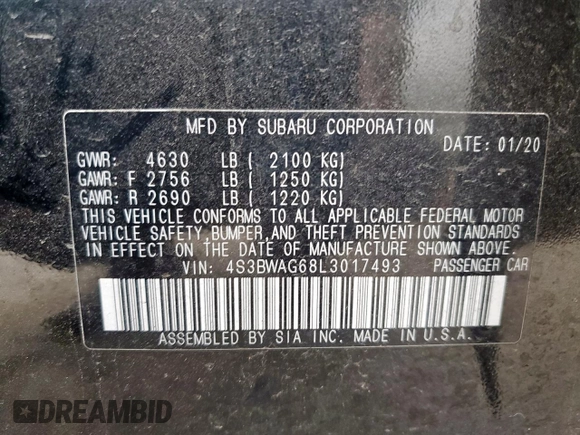 MFD BY SUBARU CORPORATION
DATE: 01/20
GVWR: 4630 LB ( 2100 KG)
GAWR: F 2756 LB ( 1250 KG)
GAWR: R 2690 LB ( 1220 KG)
THIS VEHICLE CONFORMS TO ALL APPLICABLE FEDERAL MOTOR
VEHICLE SAFETY, BUMPER, AND THEFT PREVENTION STANDARDS
IN EFFECT ON THE DATE OF MANUFACTURE SHOWN ABOVE.
VIN: 4S3BWAG68L3017493 PASSENGER CAR
ASSEMBLED BY SIA INC. MADE IN U.S.A.
DREAMBID